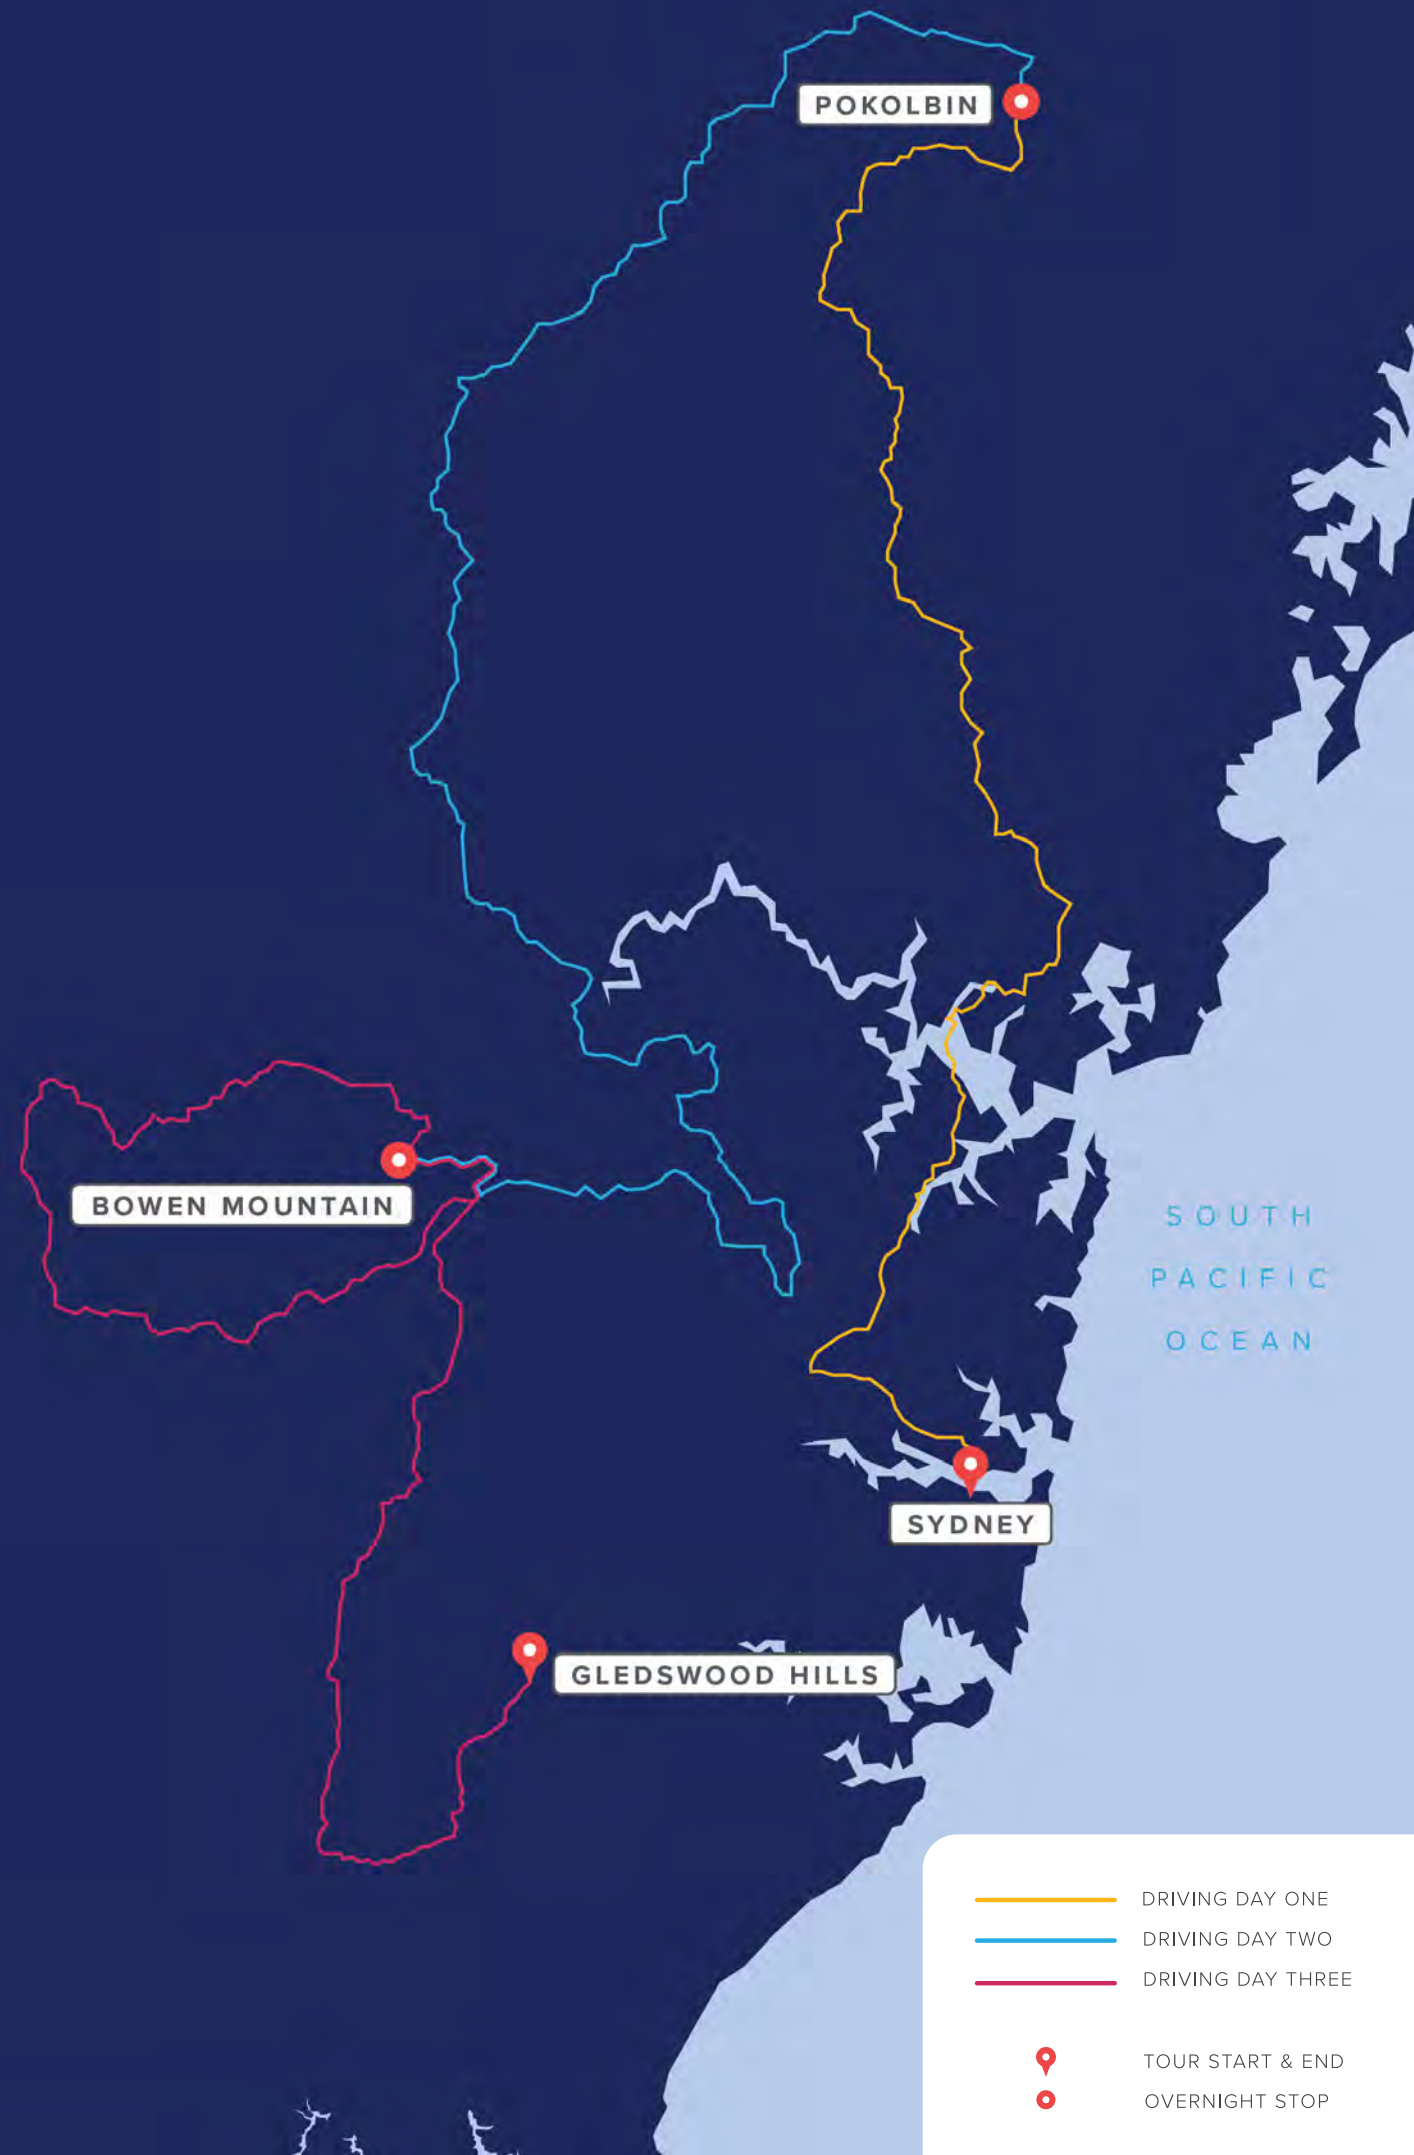 POKOLBIN
BOWEN MOUNTAIN
SOUTH
PACIFIC
OCEAN
SYDNEY
GLEDSWOOD HILLS
DRIVING DAY ONE
DRIVING DAY TWO
DRIVING DAY THREE
TOUR START & END
OVERNIGHT STOP